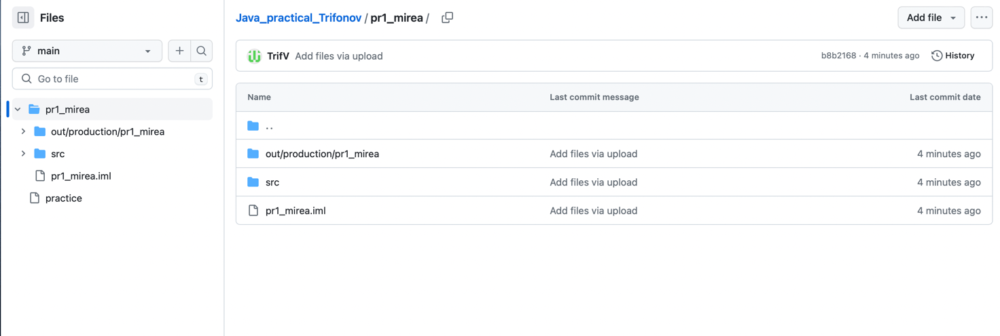 Files
main
Go to file
t
pr1_mirea
out/production/pr1_mirea
src
pr1_mirea.iml
practice
Java_practical_Trifonov / pr1_mirea /
Add file
TrifV Add files via upload
b8b2168 · 4 minutes ago
History
Name Last commit message Last commit date
..
out/production/pr1_mirea Add files via upload 4 minutes ago
src Add files via upload 4 minutes ago
pr1_mirea.iml Add files via upload 4 minutes ago